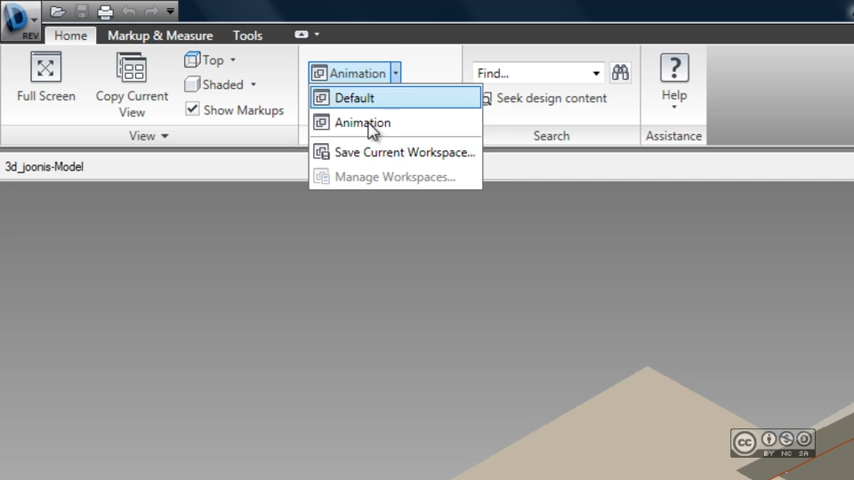 REV
Home
Markup & Measure
Tools
Full Screen
Copy Current
View
Top
Shaded
Show Markups
View
Animation
Default
Animation
Save Current Workspace...
Manage Workspaces...
Find...
Seek design content
Search
Help
Assistance
3d_joonis-Model
cc
BY NC SA